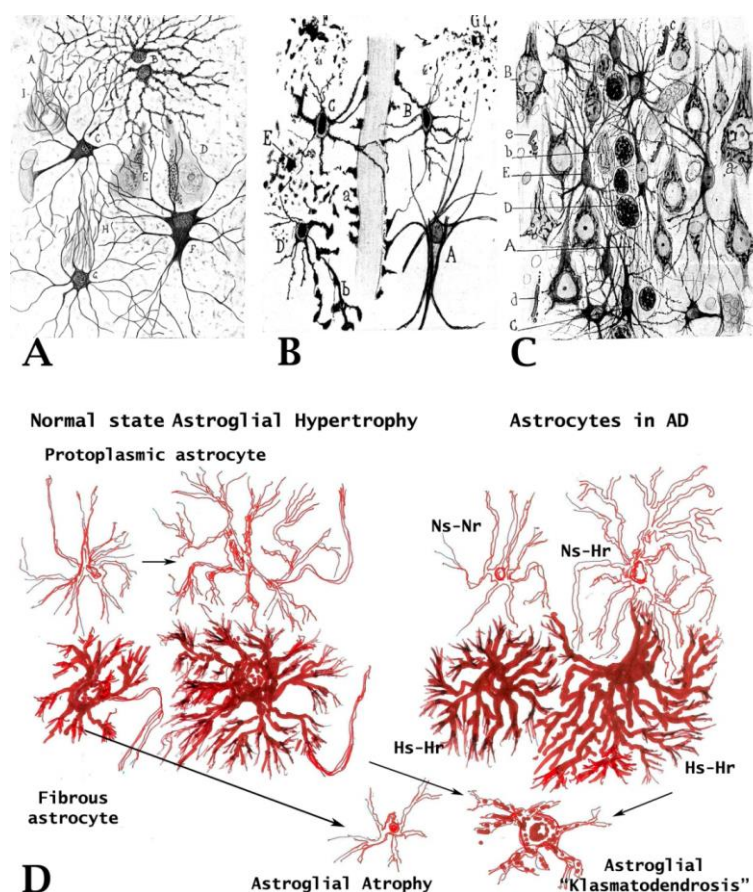 A
I
B
C
D
E
H
C
F
A
F
G
C
B
E
a
D
A
b
B
B
e
b
E
D
a
A
d
C
C
Normal state Astroglial Hypertrophy
Astrocytes in AD
Protoplasmic astrocyte
Ns-Nr
Ns-Hr
Hs-Hr
Hs-Hr
Fibrous
astrocyte
Astroglial Atrophy
Astroglial
"Klasmatodendrosis"
D